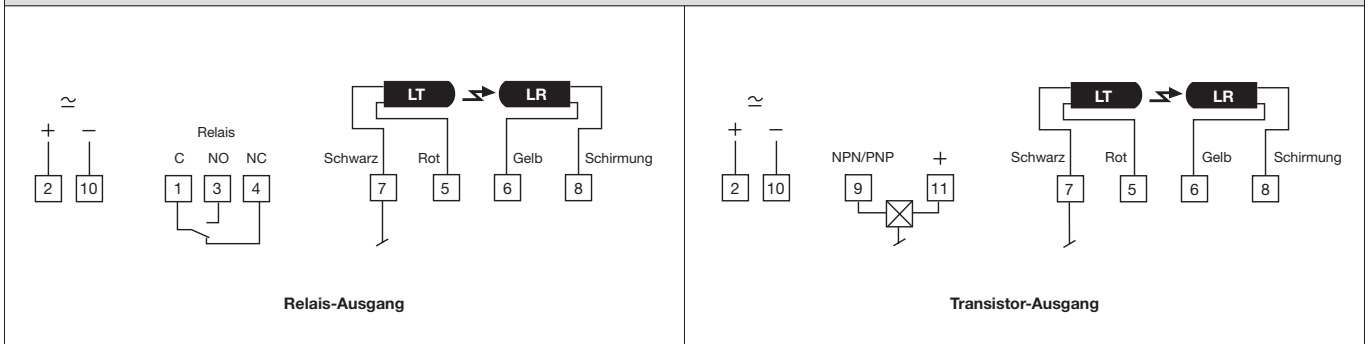 ≃
+ −
2 10
Relais
C NO NC
1 3 4
LT LR
Schwarz Rot Gelb Schirmung
7 5 6 8
Relais-Ausgang
≃
+ −
2 10
NPN/PNP +
9 11
LT LR
Schwarz Rot Gelb Schirmung
7 5 6 8
Transistor-Ausgang